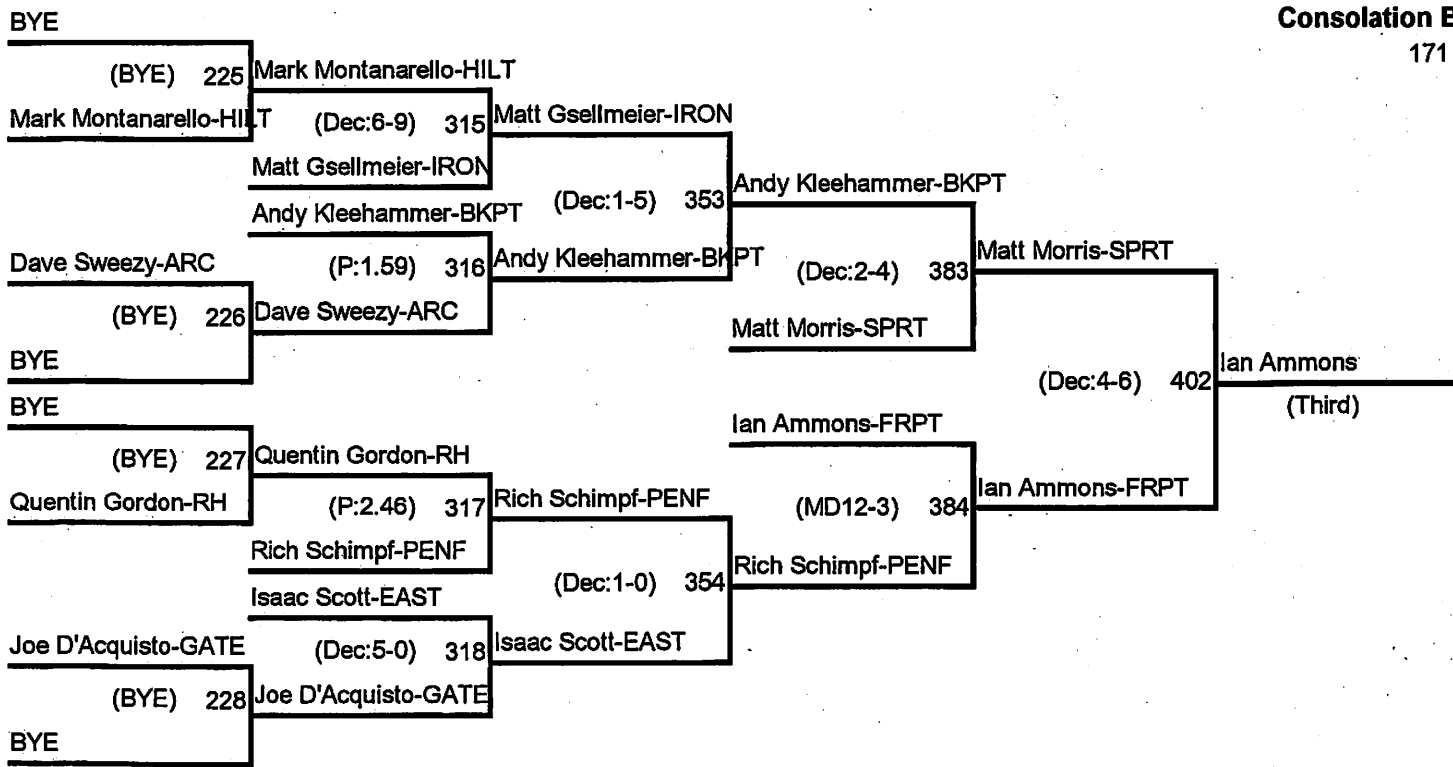 Consolation B
171
BYE
(BYE) 225
Mark Montanarello-HILT
Mark Montanarello-HILT
(Dec:6-9) 315
Matt Gsellmeier-IRON
Matt Gsellmeier-IRON
(Dec:1-5) 353
Andy Kleehammer-BKPT
Andy Kleehammer-BKPT
Dave Sweezy-ARC
(P:1.59) 316
Andy Kleehammer-BKPT
(BYE) 226
Dave Sweezy-ARC
BYE
(Dec:2-4) 383
Matt Morris-SPRT
Matt Morris-SPRT
(Dec:4-6) 402
Ian Ammons
(Third)
BYE
(BYE) 227
Quentin Gordon-RH
Quentin Gordon-RH
(P:2.46) 317
Rich Schimpf-PENF
Rich Schimpf-PENF
Ian Ammons-FRPT
(MD12-3) 384
Ian Ammons-FRPT
(Dec:1-0) 354
Rich Schimpf-PENF
Isaac Scott-EAST
Joe D'Acquisto-GATE
(Dec:5-0) 318
Isaac Scott-EAST
(BYE) 228
Joe D'Acquisto-GATE
BYE